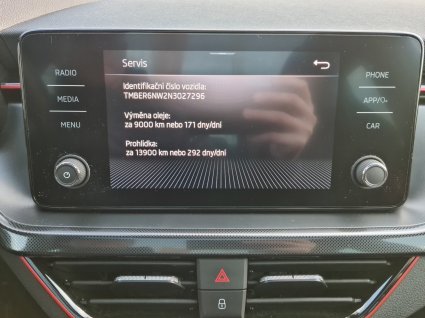 Servis
RADIO
MEDIA
MENU
Identifikační číslo vozidla:
TMBER6NW2N3027296
Výměna oleje:
za 9000 km nebo 171 dny/dní
Prohlídka:
za 13900 km nebo 292 dny/dní
PHONE
APP/
CAR